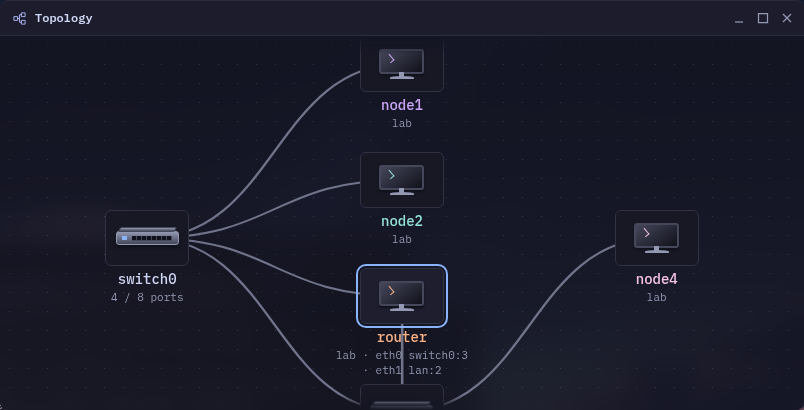 Topology
node1
lab
node2
lab
switch0
4 / 8 ports
node4
lab
router
lab · eth0 switch0:3
· eth1 lan:2